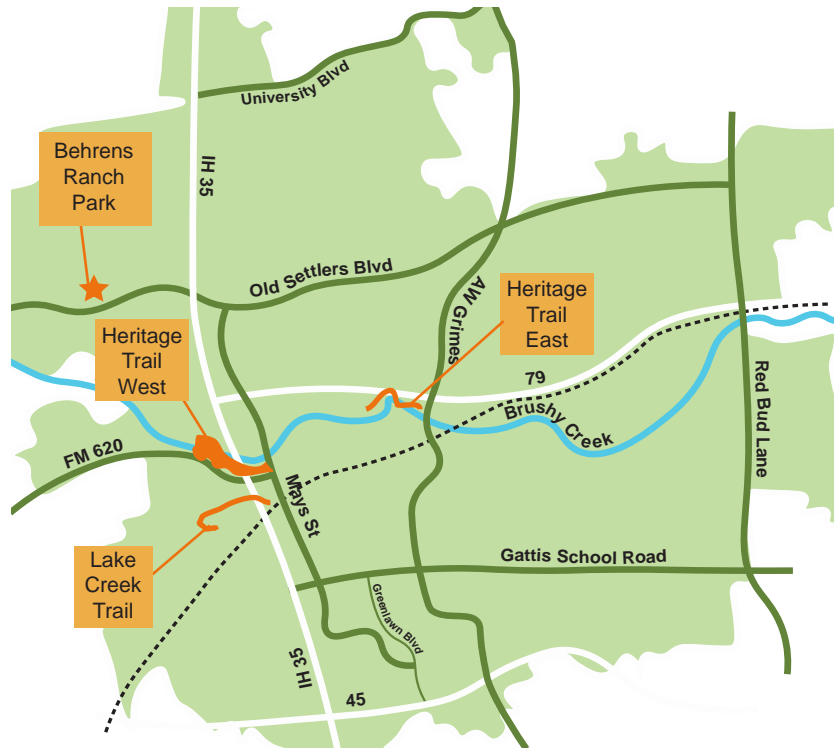 University Blvd
Behrens
Ranch
Park
IH 35
Old Settlers Blvd
AW Grimes
Heritage
Trail
East
Heritage
Trail
West
79
Brushy Creek
Red Bud Lane
FM 620
Mays St
Lake
Creek
Trail
Gattis School Road
Greenlawn Blvd
IH 35
45